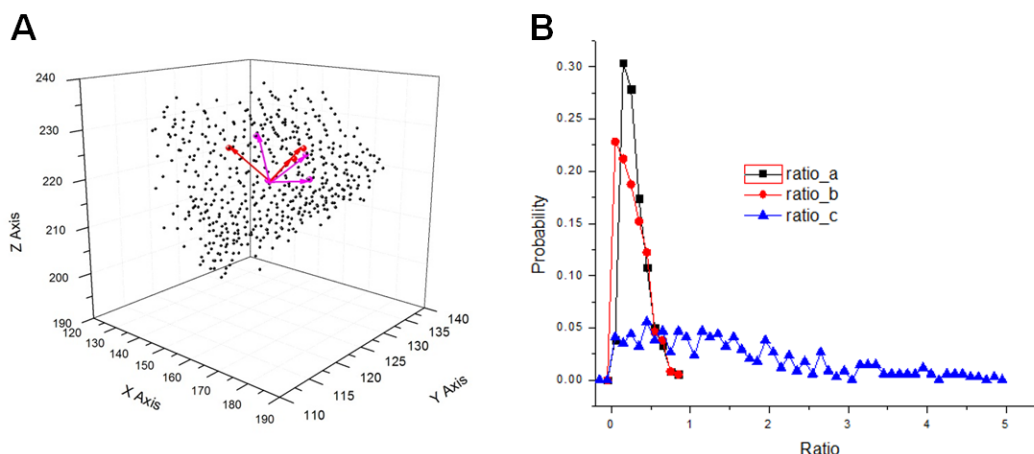 A
240
230
220
210
200
190
Z Axis
120
130
140
150
160
170
180
190
X Axis
110
115
120
125
130
135
140
Y Axis
B
0.30
0.25
0.20
0.15
0.10
0.05
0.00
Probability
ratio_a
ratio_b
ratio_c
0 1 2 3 4 5
Ratio